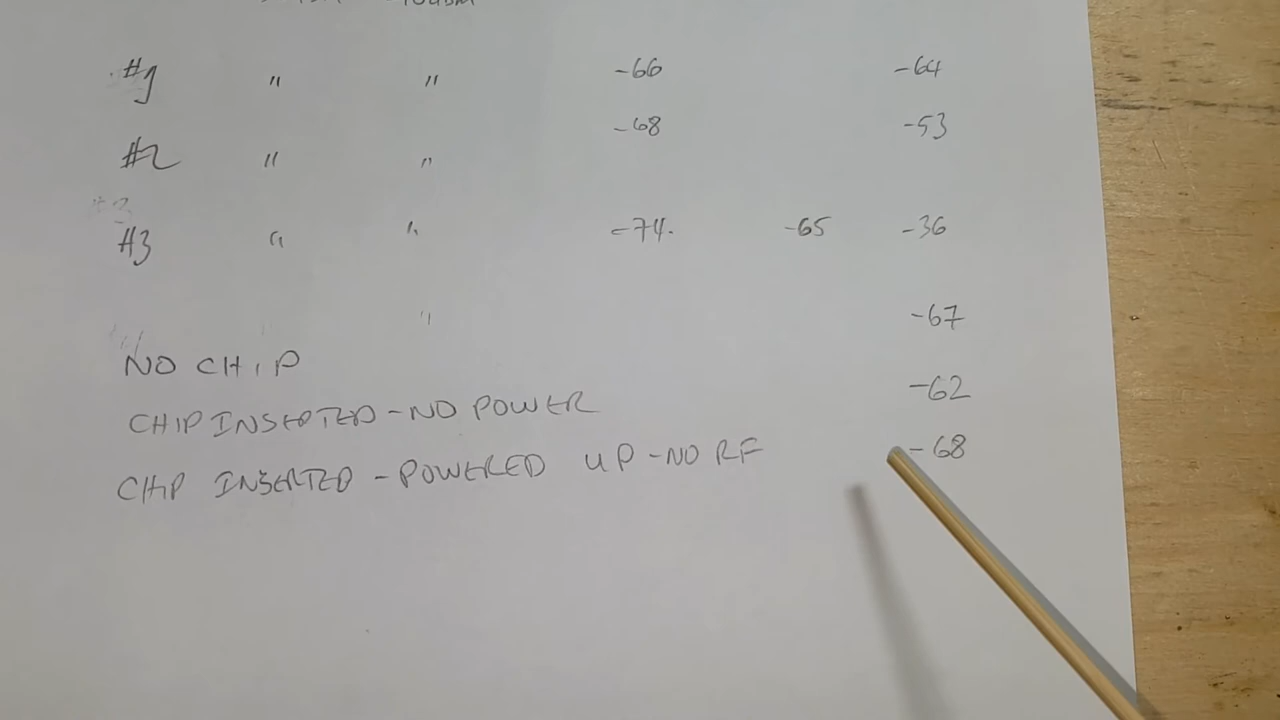 #1 " " -66 -64
#2 " " -68 -53
#3 " " -74. -65 -36
" -67
NO CHIP
CHIP INSERTED - NO POWER -62
CHIP INSERTED - POWERED UP - NO RF -68